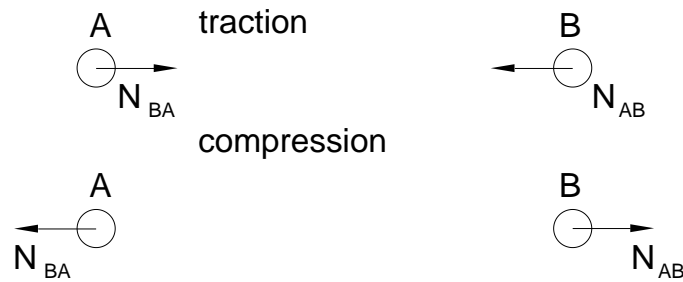 A traction B
N BA N AB
compression
A B
N BA N AB